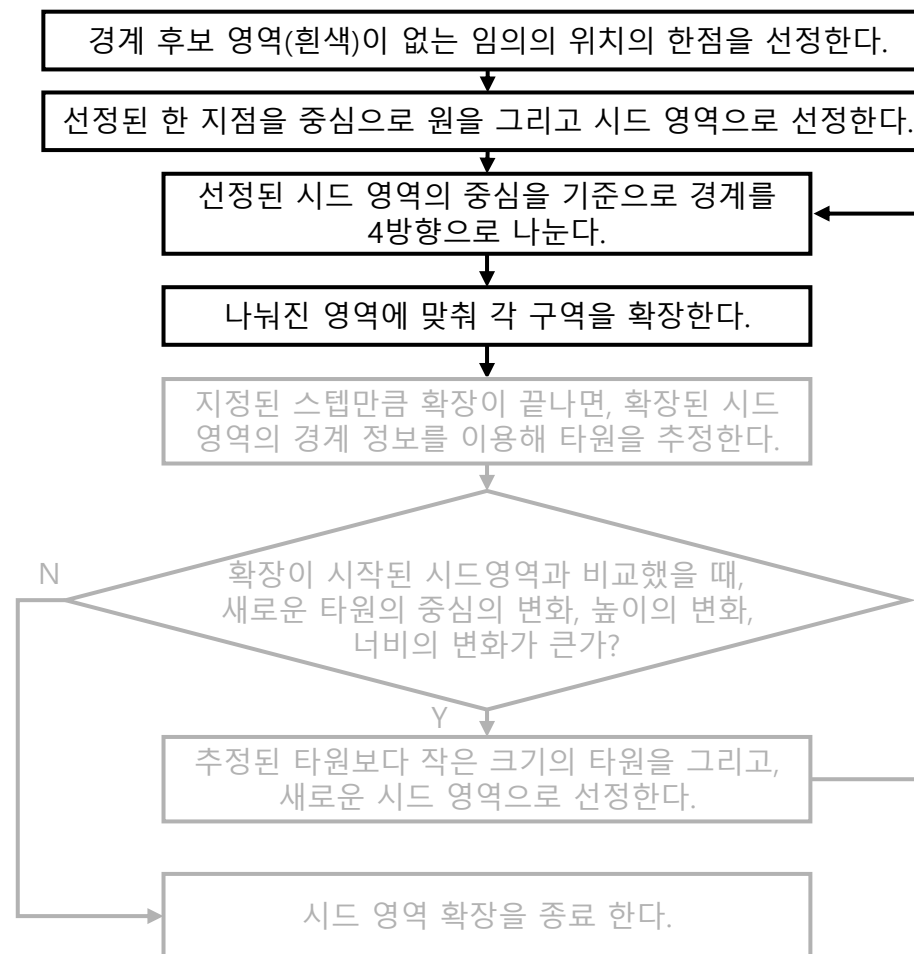 경계 후보 영역(흰색)이 없는 임의의 위치의 한점을 선정한다.
선정된 한 지점을 중심으로 원을 그리고 시드 영역으로 선정한다.
선정된 시드 영역의 중심을 기준으로 경계를
4방향으로 나눈다.
나눠진 영역에 맞춰 각 구역을 확장한다.
지정된 스텝만큼 확장이 끝나면, 확장된 시드
영역의 경계 정보를 이용해 타원을 추정한다.
N
확장이 시작된 시드영역과 비교했을 때,
새로운 타원의 중심의 변화, 높이의 변화,
너비의 변화가 큰가?
Y
추정된 타원보다 작은 크기의 타원을 그리고,
새로운 시드 영역으로 선정한다.
시드 영역 확장을 종료 한다.